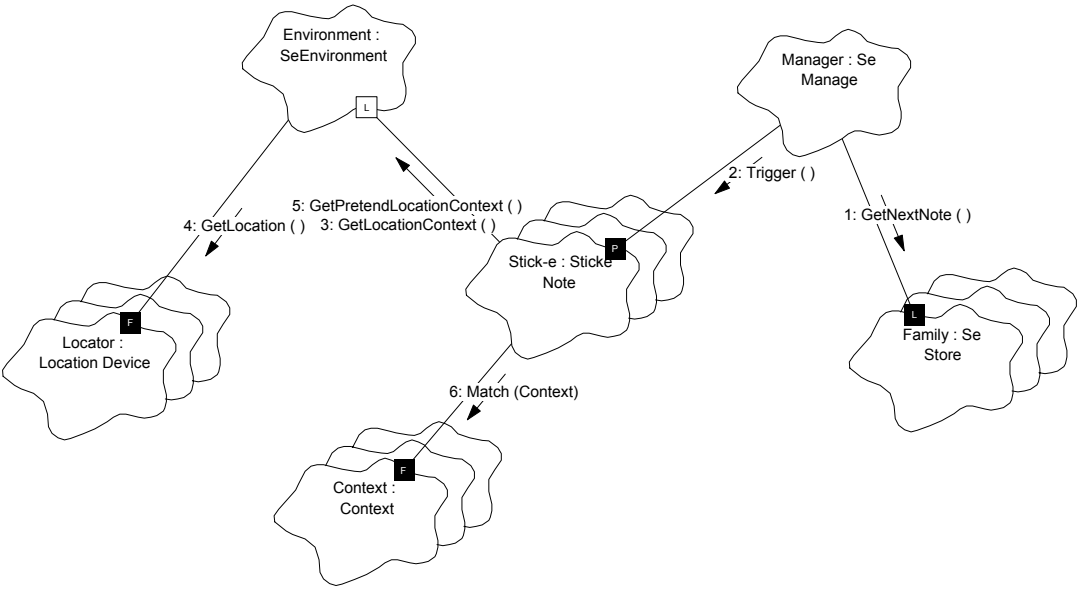 Environment :
SeEnvironment
L
Manager : Se
Manage
2: Trigger ( )
1: GetNextNote ( )
5: GetPretendLocationContext ( )
4: GetLocation ( )
3: GetLocationContext ( )
P
Stick-e : Sticke
Note
F
Locator :
Location Device
L
Family : Se
Store
6: Match (Context)
F
Context :
Context